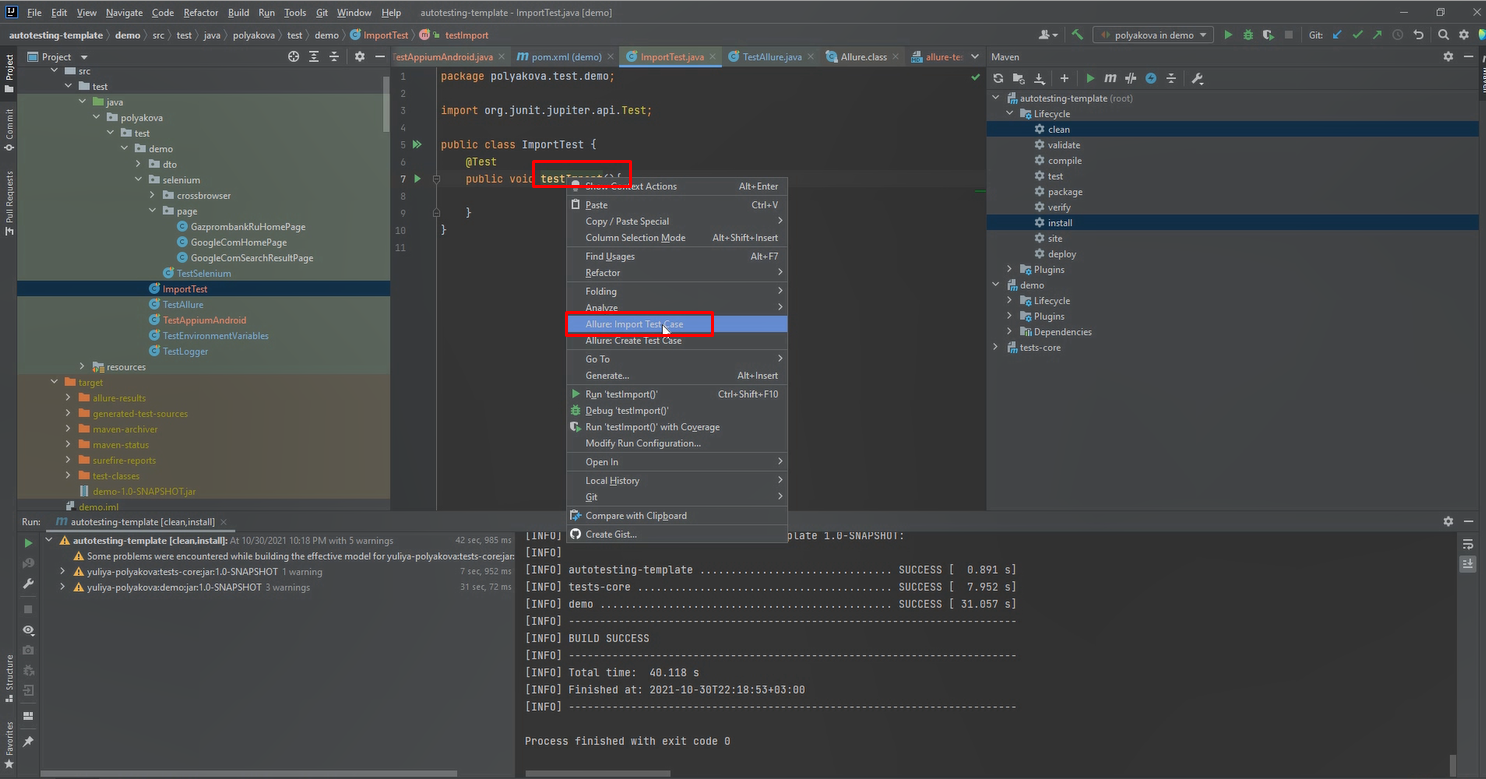 File Edit View Navigate Code Refactor Build Run Tools Git Window Help autotesting-template - ImportTest.java [demo]
autotesting-template demo src test java polyakova test demo ImportTest testImport
polyakova in demo Git:
Project
estAppiumAndroid.java pom.xml (demo) ImportTest.java TestAllure.java Allure.class allure-tes
Maven
Project
Commit
Pull Requests
Structure
Favorites
src
test
java
polyakova
test
demo
dto
selenium
crossbrowser
page
GazprombankRuHomePage
GoogleComHomePage
GoogleComSearchResultPage
TestSelenium
ImportTest
TestAllure
TestAppiumAndroid
TestEnvironmentVariables
TestLogger
resources
target
allure-results
generated-test-sources
maven-archiver
maven-status
surefire-reports
test-classes
demo-1.0-SNAPSHOT.jar
demo.iml
1 package polyakova.test.demo;
2
3 import org.junit.jupiter.api.Test;
4
5 public class ImportTest {
6 @Test
7 public void testImport(){
8
9 }
10 }
11
Show Context Actions Alt+Enter
Paste Ctrl+V
Copy / Paste Special
Column Selection Mode Alt+Shift+Insert
Find Usages Alt+F7
Refactor
Folding
Analyze
Allure: Import Test Case
Allure: Create Test Case
Go To
Generate... Alt+Insert
Run 'testImport()' Ctrl+Shift+F10
Debug 'testImport()'
Run 'testImport()' with Coverage
Modify Run Configuration...
Open In
Local History
Git
Compare with Clipboard
Create Gist...
autotesting-template (root)
Lifecycle
clean
validate
compile
test
package
verify
install
site
deploy
Plugins
demo
Lifecycle
Plugins
Dependencies
tests-core
Run: autotesting-template [clean,install]
autotesting-template [clean,install]: At 10/30/2021 10:18 PM with 5 warnings 42 sec, 985 ms
Some problems were encountered while building the effective model for yuliya-polyakova:tests-core:jar:
yuliya-polyakova:tests-core:jar:1.0-SNAPSHOT 1 warning 7 sec, 952 ms
yuliya-polyakova:demo:jar:1.0-SNAPSHOT 3 warnings 31 sec, 72 ms
[INFO] plate 1.0-SNAPSHOT:
[INFO]
[INFO] autotesting-template ............................... SUCCESS [ 0.891 s]
[INFO] tests-core ......................................... SUCCESS [ 7.952 s]
[INFO] demo ............................................... SUCCESS [ 31.057 s]
[INFO] ------------------------------------------------------------------------
[INFO] BUILD SUCCESS
[INFO] ------------------------------------------------------------------------
[INFO] Total time: 40.118 s
[INFO] Finished at: 2021-10-30T22:18:53+03:00
[INFO] ------------------------------------------------------------------------
Process finished with exit code 0